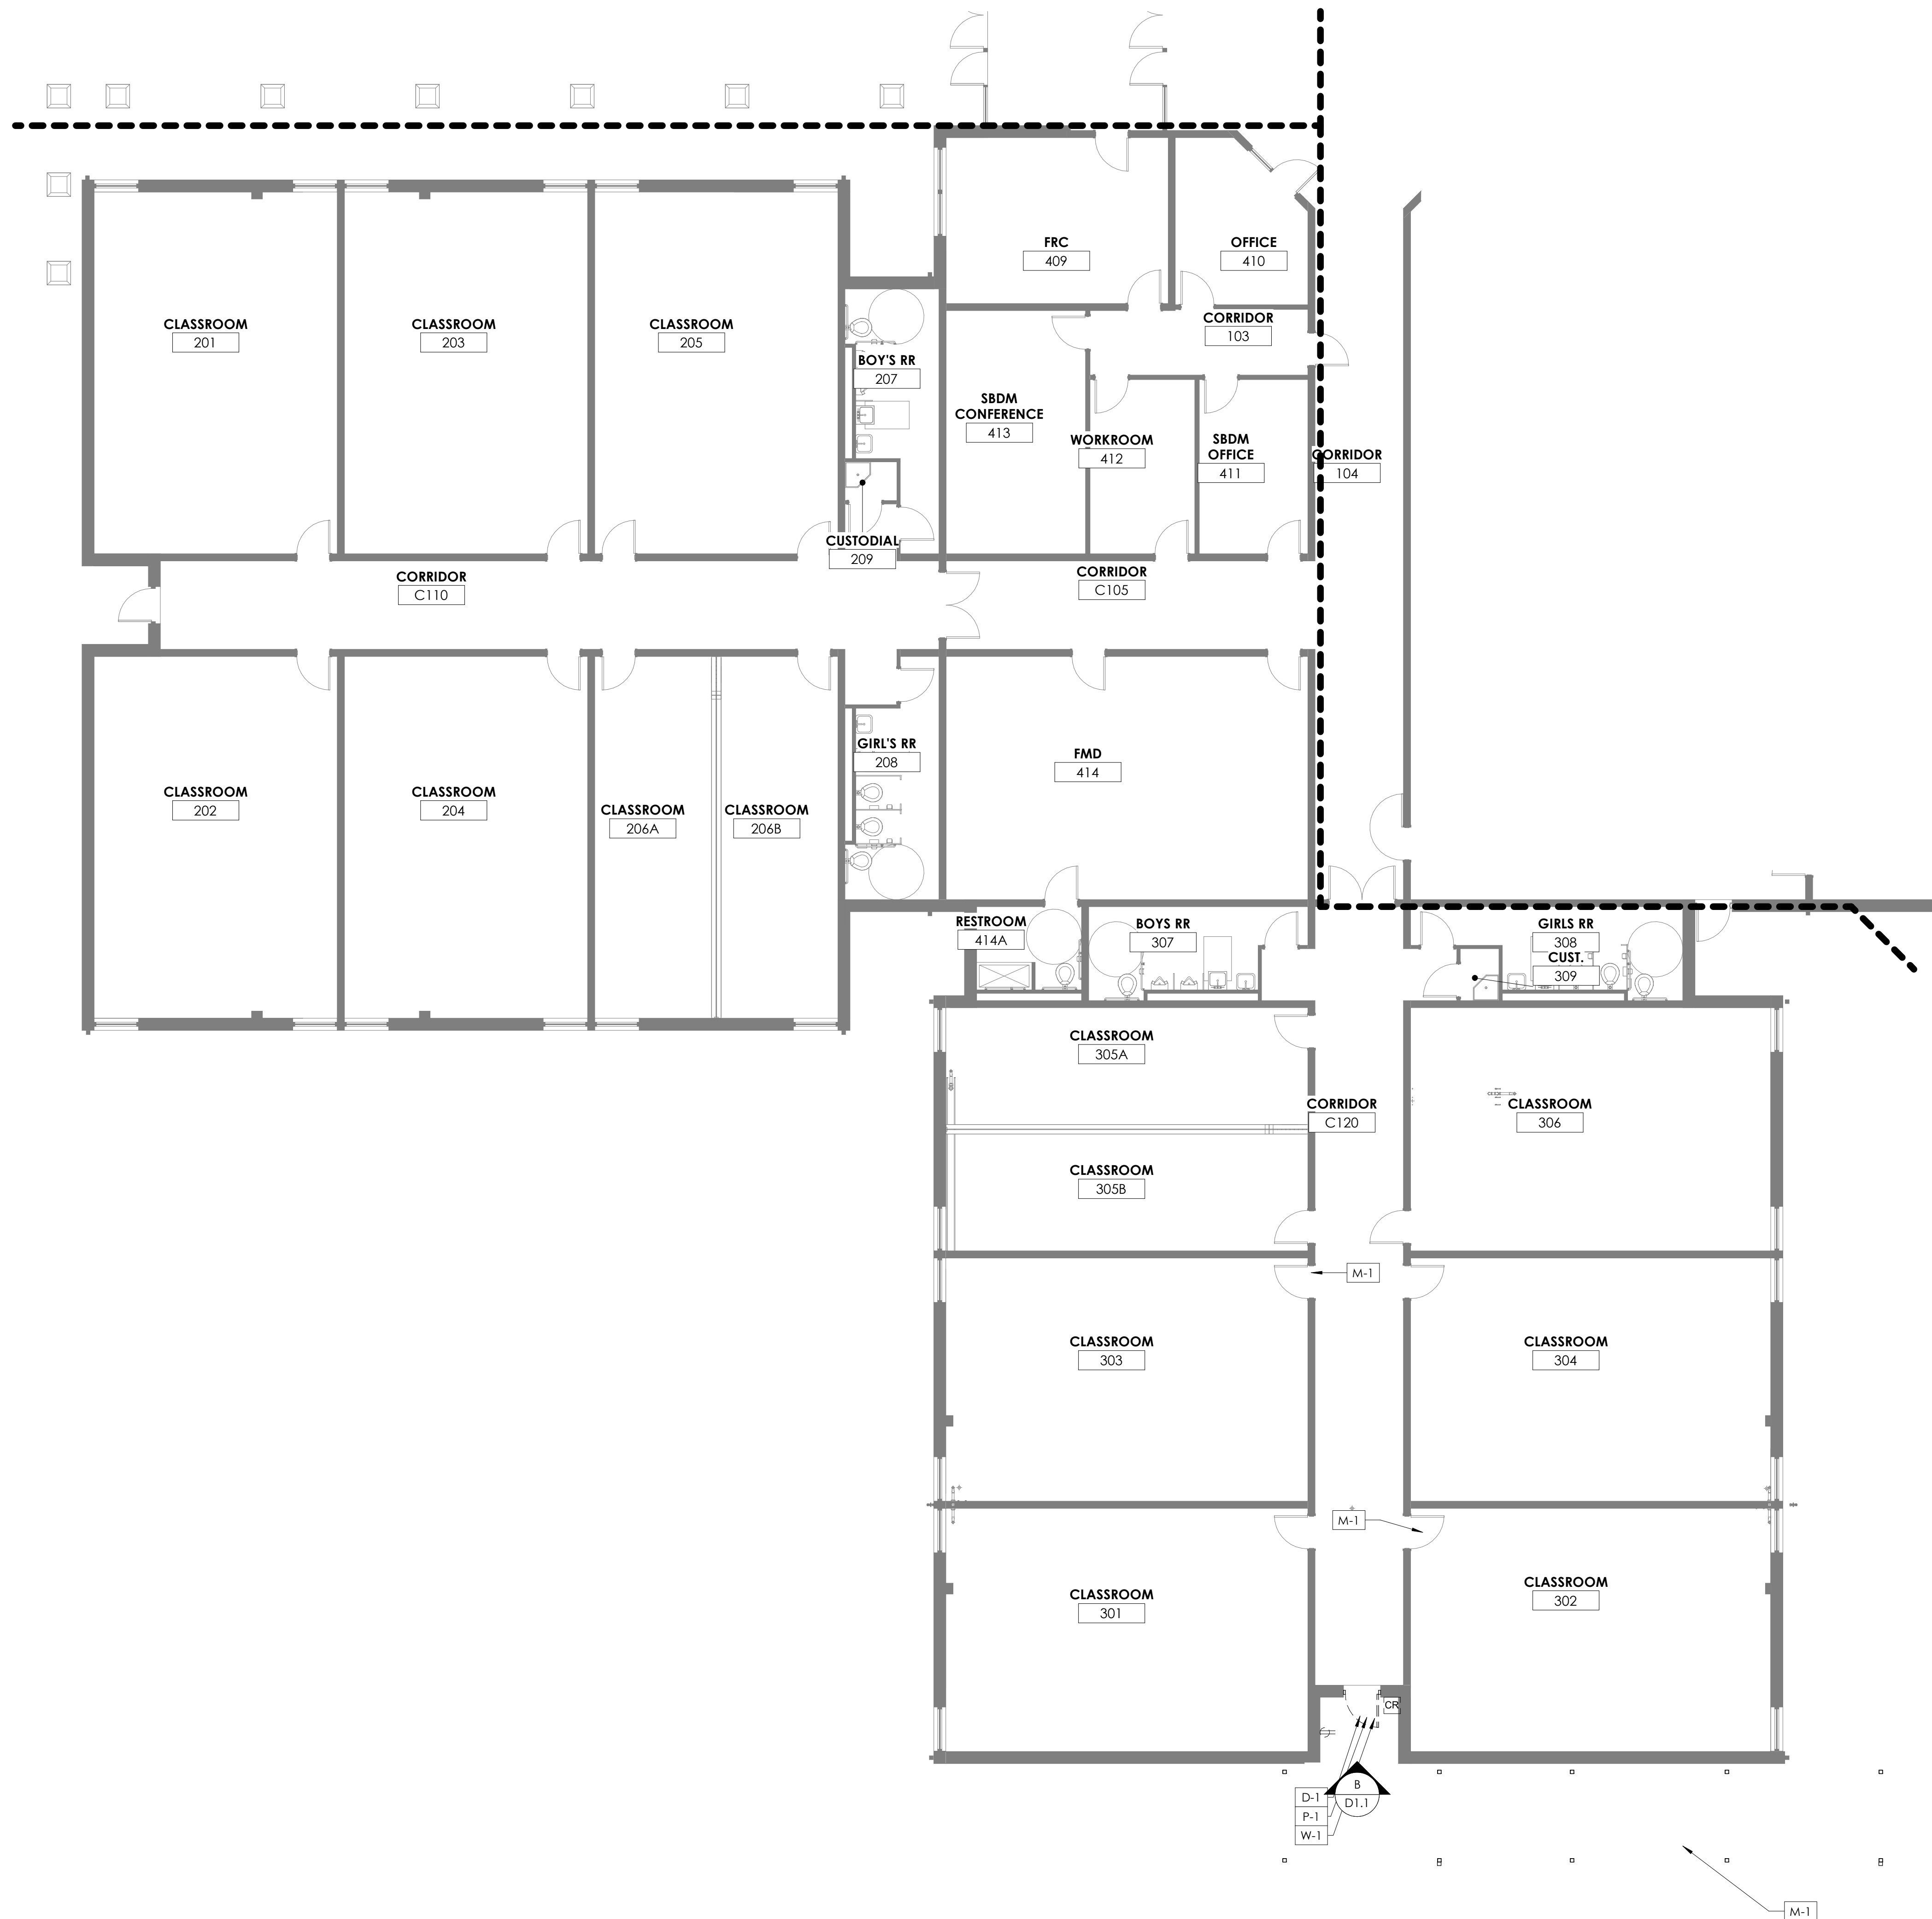 FRC
409
OFFICE
410
CLASSROOM
201
CLASSROOM
203
CLASSROOM
205
CORRIDOR
103
BOY'S RR
207
SBDM
CONFERENCE
413
WORKROOM
412
SBDM
OFFICE
411
CORRIDOR
104
CUSTODIAL
209
CORRIDOR
C110
CORRIDOR
C105
GIRL'S RR
208
FMD
414
CLASSROOM
202
CLASSROOM
204
CLASSROOM
206A
CLASSROOM
206B
RESTROOM
414A
BOYS RR
307
GIRLS RR
308
CUST.
309
CLASSROOM
305A
CORRIDOR
C120
CLASSROOM
306
CLASSROOM
305B
M-1
CLASSROOM
303
CLASSROOM
304
M-1
CLASSROOM
301
CLASSROOM
302
CR
B
D1.1
D-1
P-1
W-1
M-1